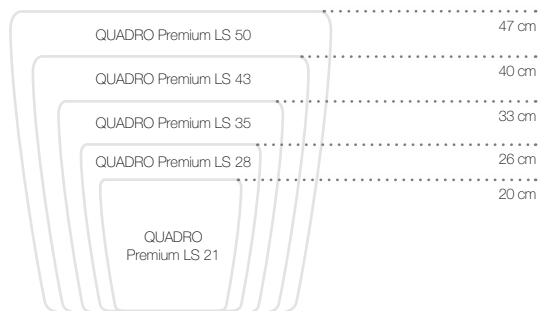 QUADRO Premium LS 50
47 cm
QUADRO Premium LS 43
40 cm
QUADRO Premium LS 35
33 cm
QUADRO Premium LS 28
26 cm
20 cm
QUADRO
Premium LS 21